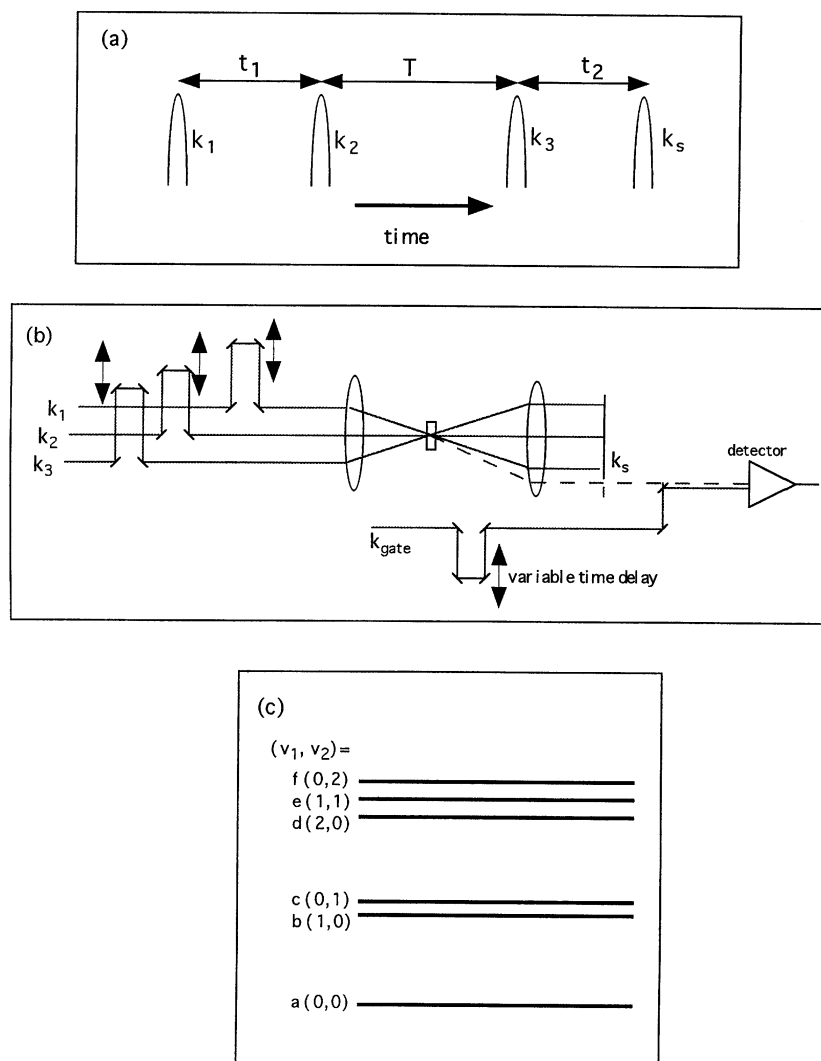 (a)
t₁ T t₂
k₁ k₂ k₃ kₛ
time
(b)
k₁
k₂
k₃
kₛ
detector
k_gate
variable time delay
(c)
(v₁, v₂)=
f(0,2)
e(1,1)
d(2,0)
c(0,1)
b(1,0)
a(0,0)